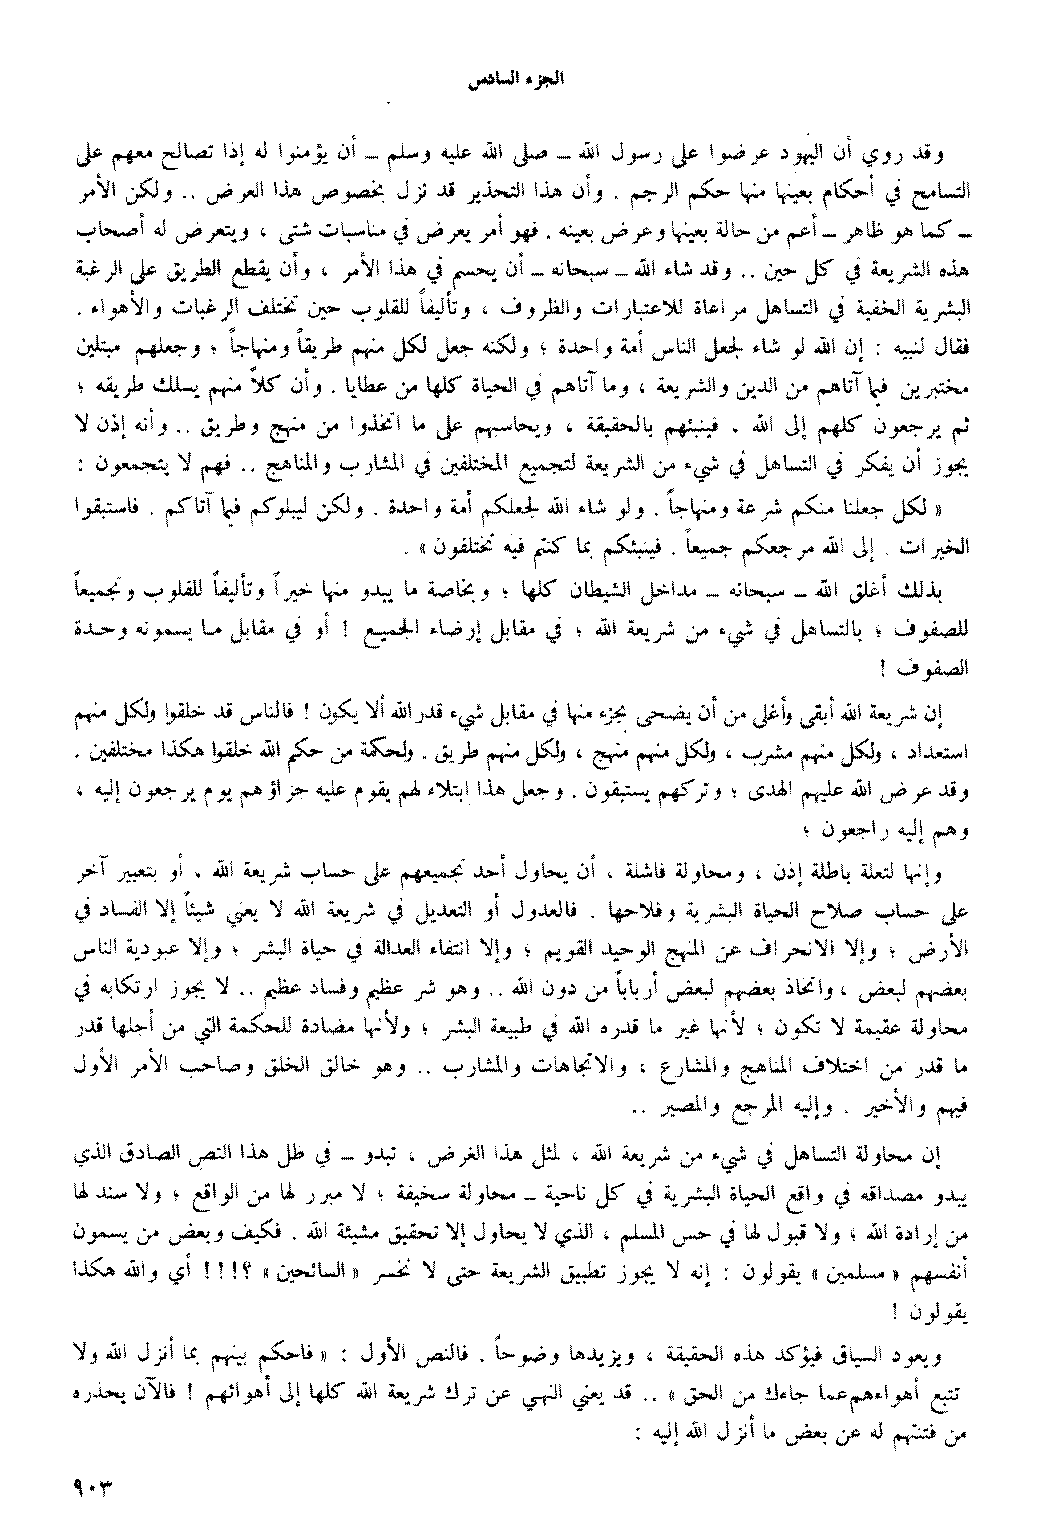 الجزء السادس
وقد روي أن اليهود عرضوا على رسول الله ــ صلى الله عليه وسلم ــ أن يؤمنوا له إذا تصالح معهم على
التسامح في أحكام بعينها منها حكم الرجم . وأن هذا التحذير قد نزل بخصوص هذا العرض .. ولكن الأمر
ــ كما هو ظاهر ــ أعم من حالة بعينها وعرض بعينه . فهو أمر يعرض في مناسبات شتى ، ويتعرض له أصحاب
هذه الشريعة في كل حين .. وقد شاء الله ــ سبحانه ــ أن يحسم في هذا الأمر ، وأن يقطع الطريق على الرغبة
البشرية الخفية في التساهل مراعاة للاعتبارات والظروف ، وتأليفاً للقلوب حين تختلف الرغبات والأهواء .
فقال لنبيه : إن الله لو شاء لجعل الناس أمة واحدة ؛ ولكنه جعل لكل منهم طريقاً ومنهاجاً ؛ وجعلهم مبتلين
مختبرين فيما آتاهم من الدين والشريعة ، وما آتاهم في الحياة كلها من عطايا . وأن كلاً منهم يسلك طريقه ؛
ثم يرجعون كلهم إلى الله . فينبئهم بالحقيقة ، ويحاسبهم على ما اتخذوا من منهج وطريق .. وأنه إذن لا
يجوز أن يفكر في التساهل في شيء من الشريعة لتجميع المختلفين في المشارب والمناهج .. فهم لا يتجمعون :
« لكل جعلنا منكم شرعة ومنهاجاً . ولو شاء الله لجعلكم أمة واحدة . ولكن ليبلوكم فيما آتاكم . فاستبقوا
الخيرات . إلى الله مرجعكم جميعاً . فينبئكم بما كنتم فيه تختلفون » .
بذلك أغلق الله ــ سبحانه ــ مداخل الشيطان كلها ؛ وبخاصة ما يبدو منها خيراً وتأليفاً للقلوب وتجميعاً
للصفوف ؛ بالتساهل في شيء من شريعة الله ؛ في مقابل إرضاء الجميع ! أو في مقابل ما يسمونه وحدة
الصفوف !
إن شريعة الله أبقى وأغلى من أن يضحى بجزء منها في مقابل شيء قدر الله ألا يكون ! فالناس قد خلقوا ولكل منهم
استعداد ، ولكل منهم مشرب ، ولكل منهم منهج ، ولكل منهم طريق . ولحكمة من حكم الله خلقوا هكذا مختلفين .
وقد عرض الله عليهم الهدى ؛ وتركهم يستبقون . وجعل هذا ابتلاء لهم يقوم عليه جزاؤهم يوم يرجعون إليه ،
وهم إليه راجعون ؛
وإنها لتعلة باطلة إذن ، ومحاولة فاشلة ، أن يحاول أحد تجميعهم على حساب شريعة الله . أو بتعبير آخر
على حساب صلاح الحياة البشرية وفلاحها . فالعدول أو التعديل في شريعة الله لا يعني شيئاً إلا الفساد في
الأرض ؛ وإلا الانحراف عن المنهج الوحيد القويم ؛ وإلا انتفاء العدالة في حياة البشر ؛ وإلا عبودية الناس
بعضهم لبعض ، واتخاذ بعضهم لبعض أرباباً من دون الله .. وهو شر عظيم وفساد عظيم .. لا يجوز ارتكابه في
محاولة عقيمة لا تكون ؛ لأنها غير ما قدره الله في طبيعة البشر ؛ ولأنها مضادة للحكمة التي من أجلها قدر
ما قدر من اختلاف المناهج والمشارع ، والاتجاهات والمشارب .. وهو خالق الخلق وصاحب الأمر الأول
فيهم والأخير . وإليه المرجع والمصير ..
إن محاولة التساهل في شيء من شريعة الله ، لمثل هذا الغرض ، تبدو ــ في ظل هذا النص الصادق الذي
يبدو مصداقه في واقع الحياة البشرية في كل ناحية ــ محاولة سخيفة ؛ لا مبرر لها من الواقع ؛ ولا سند لها
من إرادة الله ؛ ولا قبول لها في حس المسلم ، الذي لا يحاول إلا تحقيق مشيئة الله . فكيف وبعض من يسمون
أنفسهم « مسلمين » يقولون : إنه لا يجوز تطبيق الشريعة حتى لا نخسر « السائحين » ؟!!! أي والله هكذا
يقولون !
ويعود السياق فيؤكد هذه الحقيقة ، ويزيدها وضوحاً . فالنص الأول : « فاحكم بينهم بما أنزل الله ولا
تتبع أهواءهم عما جاءك من الحق » .. قد يعني النهي عن ترك شريعة الله كلها إلى أهوائهم ! فالآن يحذره
من فتنتهم له عن بعض ما أنزل الله إليه :
٩٠٣